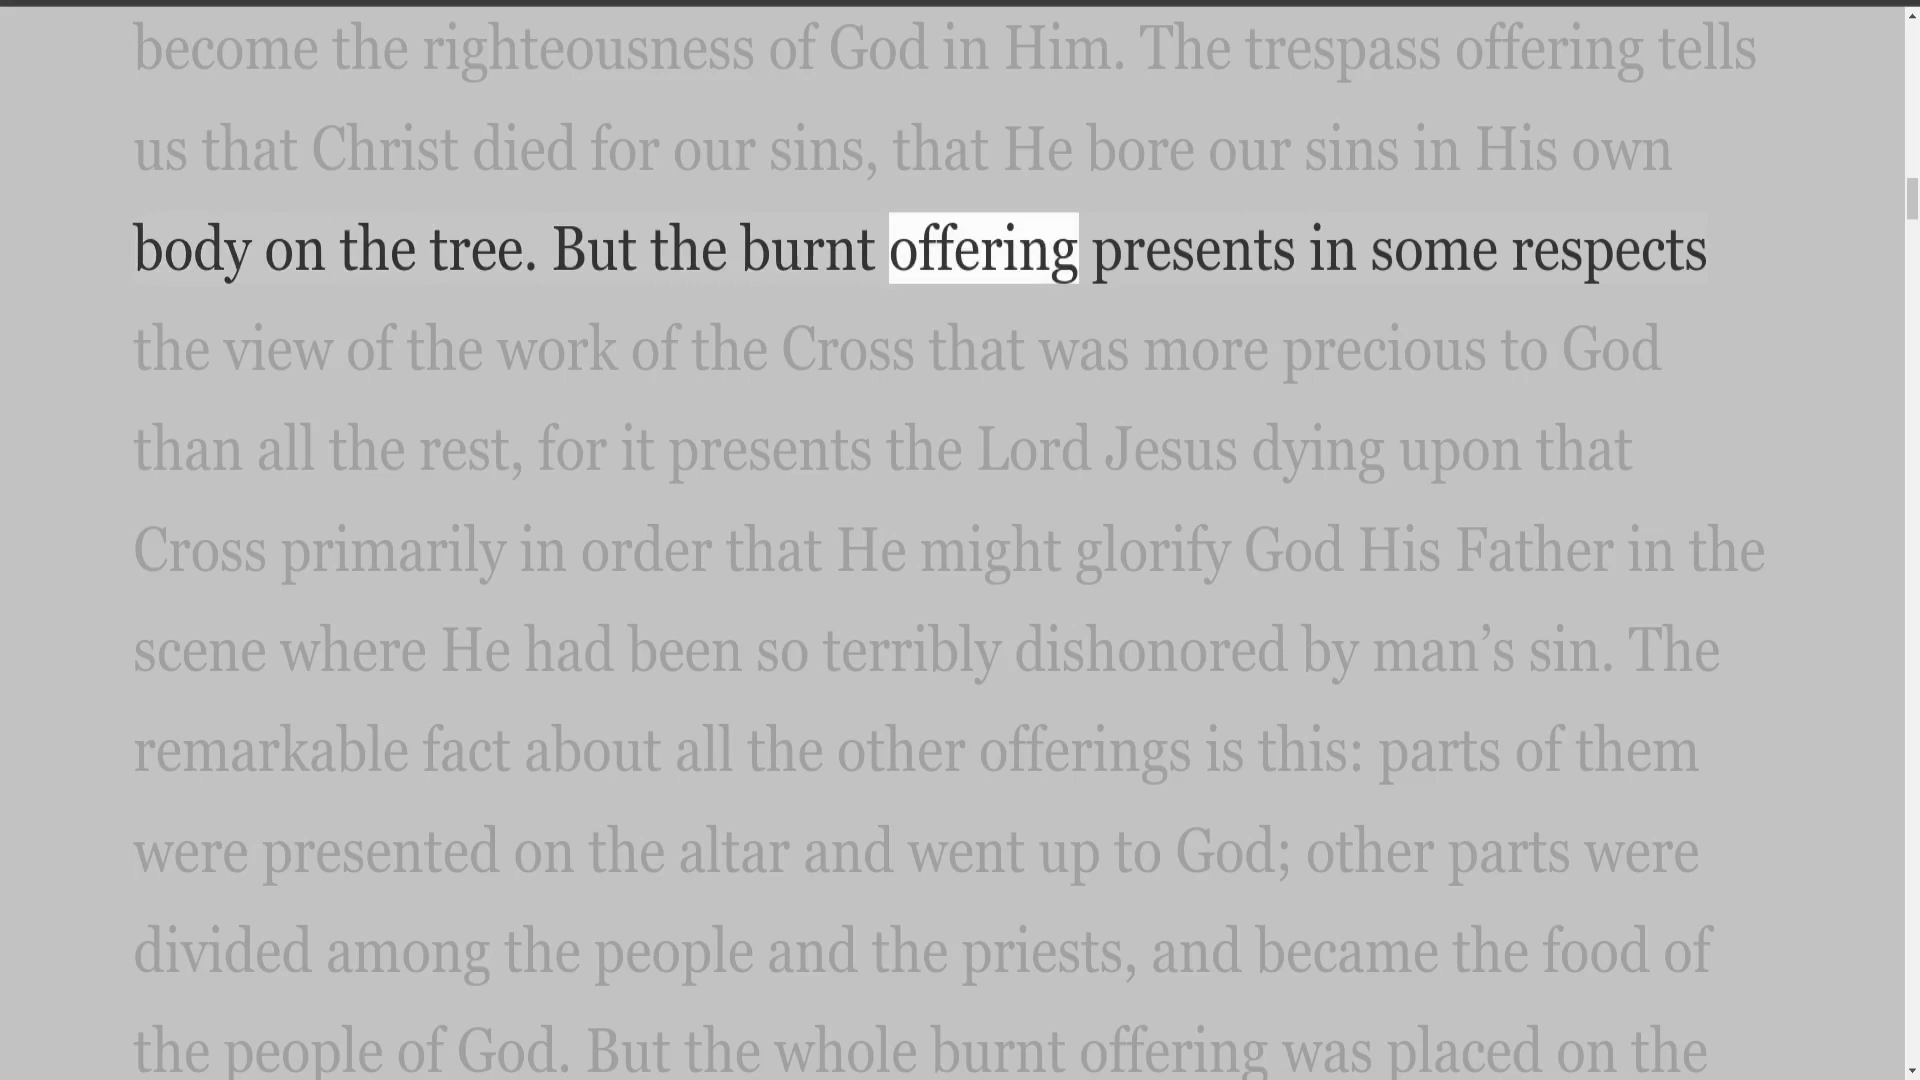 become the righteousness of God in Him. The trespass offering tells
us that Christ died for our sins, that He bore our sins in His own
body on the tree. But the burnt offering presents in some respects
the view of the work of the Cross that was more precious to God
than all the rest, for it presents the Lord Jesus dying upon that
Cross primarily in order that He might glorify God His Father in the
scene where He had been so terribly dishonored by man’s sin. The
remarkable fact about all the other offerings is this: parts of them
were presented on the altar and went up to God; other parts were
divided among the people and the priests, and became the food of
the people of God. But the whole burnt offering was placed on the